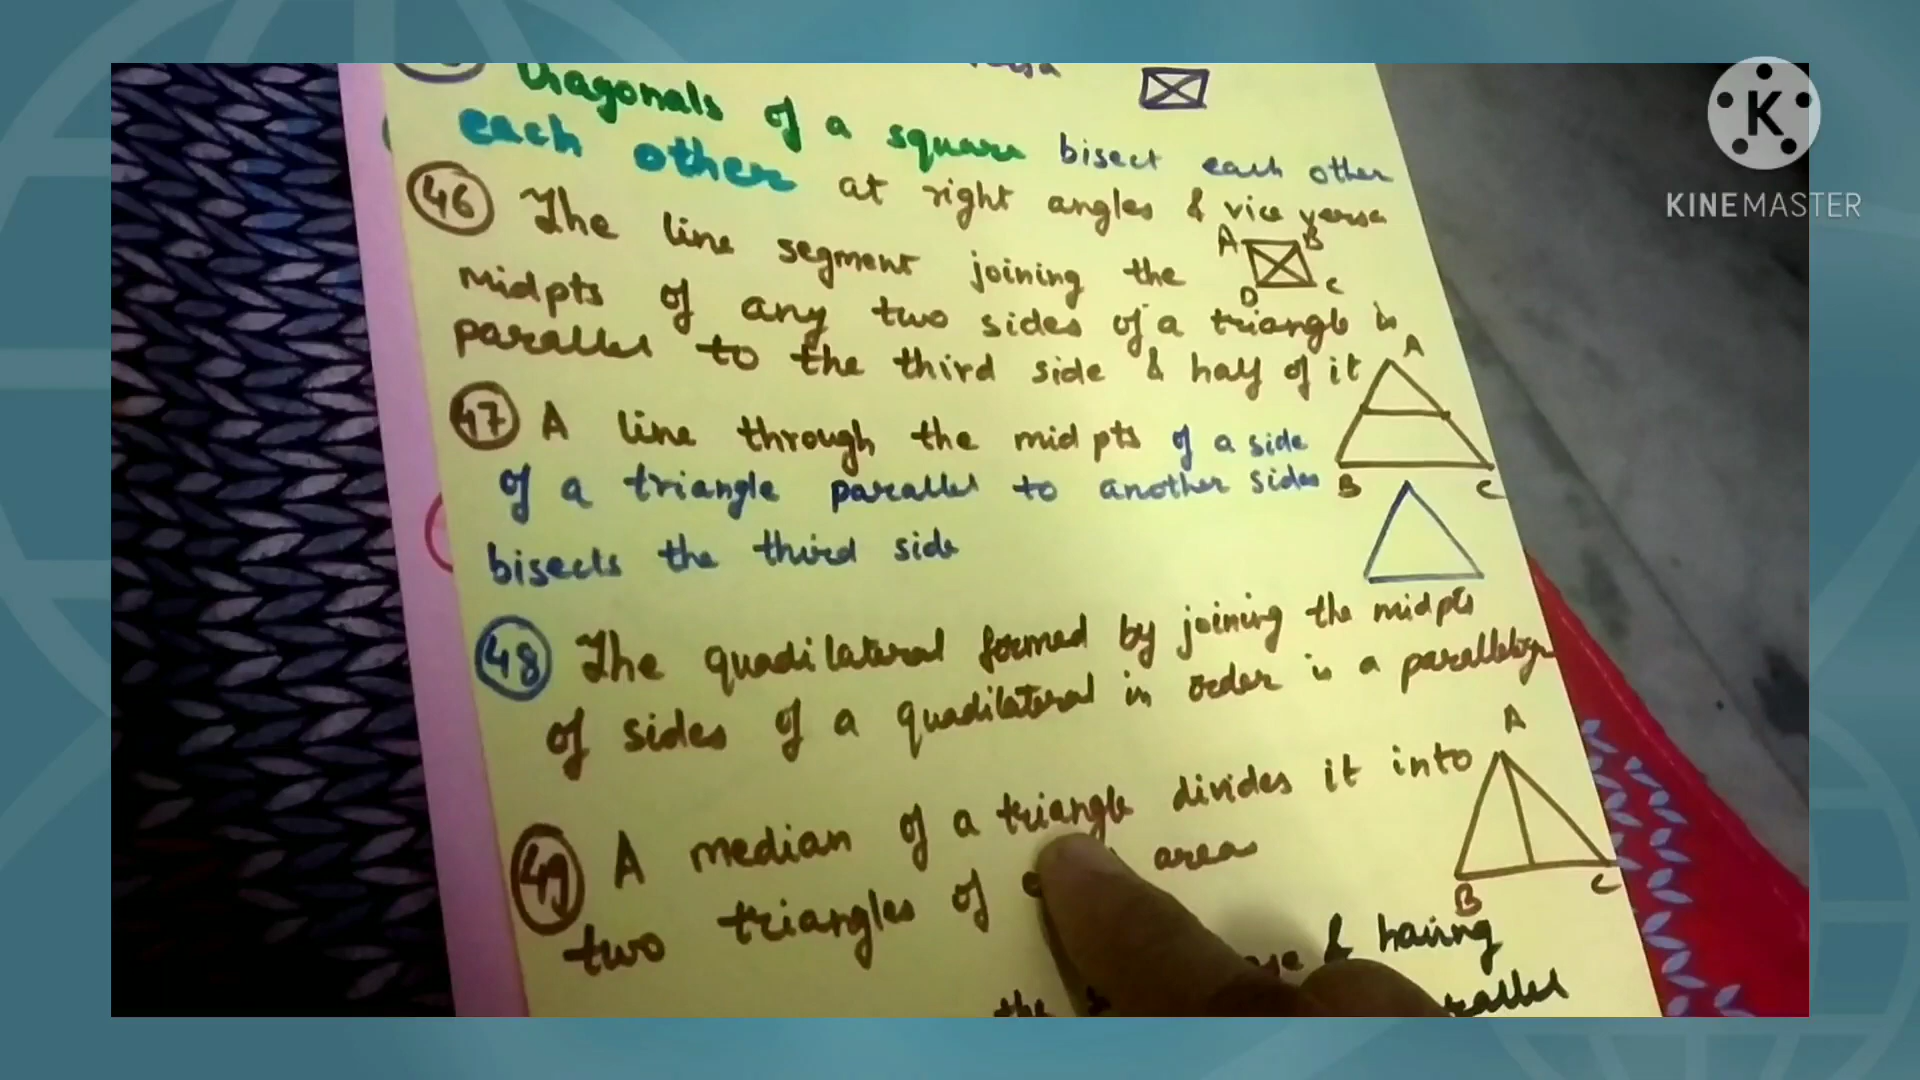 Diagonals of a square bisect each other
each other at right angles & vice versa
46 The line segment joining the
midpts of any two sides of a triangle is
parallel to the third side & half of it
47 A line through the mid pts of a side
of a triangle parallel to another sides
bisects the third side
48 The quadilateral formed by joining the midpts
of sides of a quadilateral in order is a parallelogr
49 A median of a triangle divides it into
two triangles of area
& having
the
A B
D C
A
B C
A
B C
K
KINEMASTER